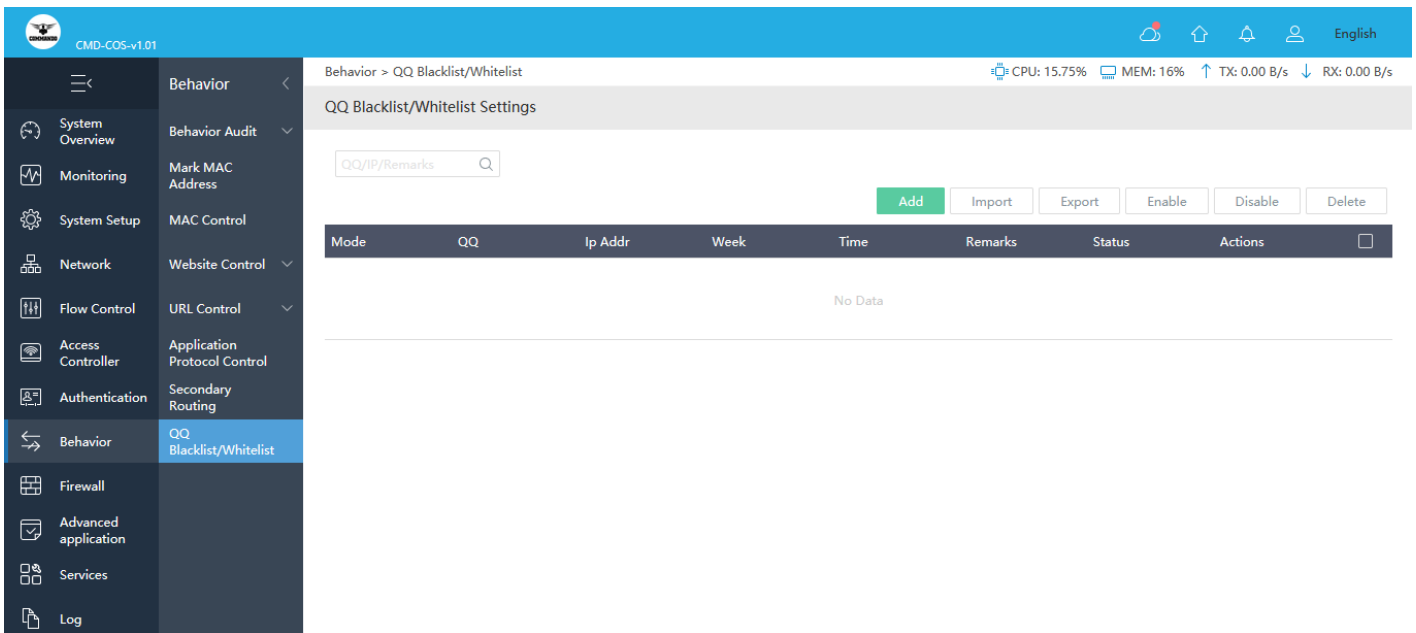 COMMANDO
CMD-COS-v1.01
English
Behavior
Behavior > QQ Blacklist/Whitelist
CPU: 15.75%
MEM: 16%
TX: 0.00 B/s
RX: 0.00 B/s
QQ Blacklist/Whitelist Settings
System
Overview
Monitoring
System Setup
Network
Flow Control
Access
Controller
Authentication
Behavior
Firewall
Advanced
application
Services
Log
Behavior Audit
Mark MAC
Address
MAC Control
Website Control
URL Control
Application
Protocol Control
Secondary
Routing
QQ
Blacklist/Whitelist
QQ/IP/Remarks
Add
Import
Export
Enable
Disable
Delete
Mode
QQ
Ip Addr
Week
Time
Remarks
Status
Actions
No Data